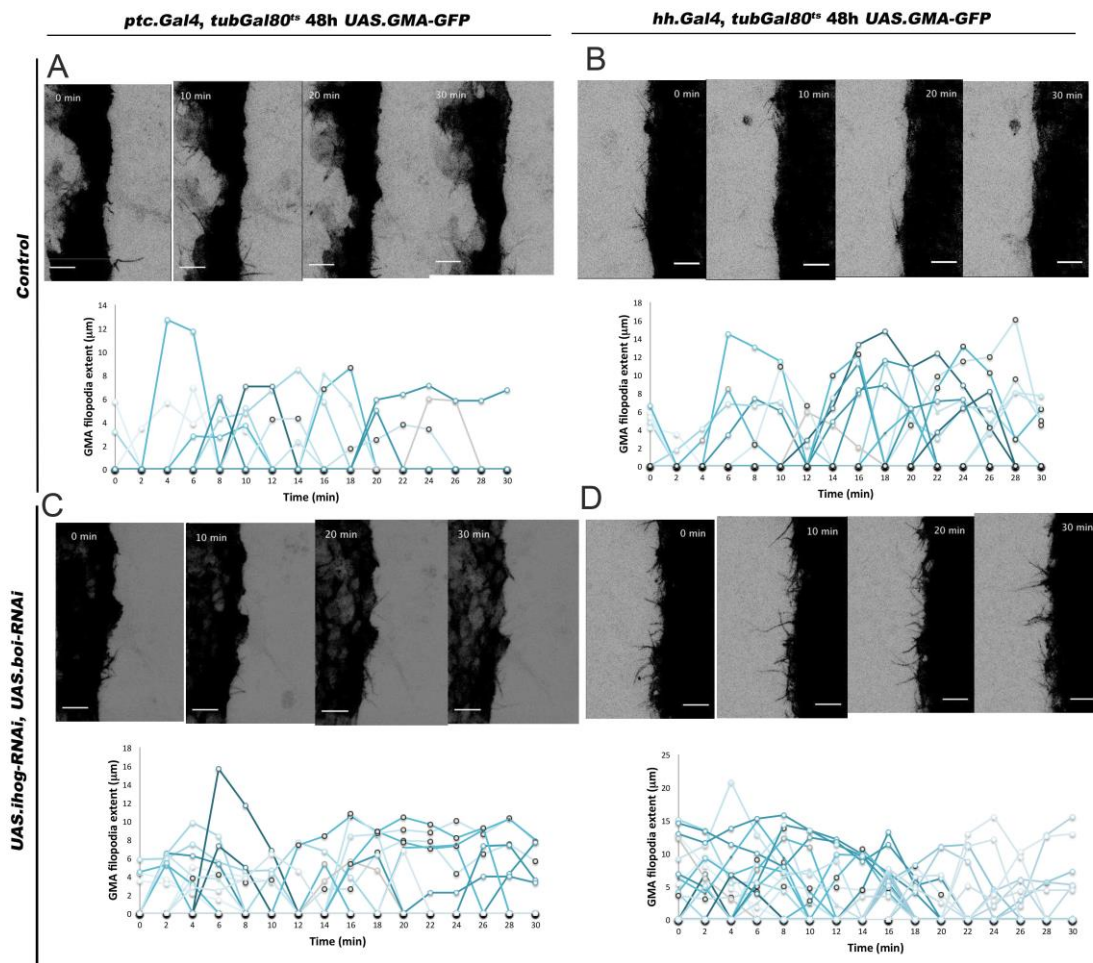 ptc.Gal4, tubGal80ts 48h UAS.GMA-GFP
hh.Gal4, tubGal80ts 48h UAS.GMA-GFP
Control
A
0 min
10 min
20 min
30 min
B
0 min
10 min
20 min
30 min
GMA filopodia extent (μm)
14
12
10
8
6
4
2
0
0 2 4 6 8 10 12 14 16 18 20 22 24 26 28 30
Time (min)
GMA filopodia extent (μm)
18
16
14
12
10
8
6
4
2
0
0 2 4 6 8 10 12 14 16 18 20 22 24 26 28 30
Time (min)
UAS.ihog-RNAi, UAS.boi-RNAi
C
0 min
10 min
20 min
30 min
D
0 min
10 min
20 min
30 min
GMA filopodia extent (μm)
18
16
14
12
10
8
6
4
2
0
0 2 4 6 8 10 12 14 16 18 20 22 24 26 28 30
Time (min)
GMA filopodia extent (μm)
25
20
15
10
5
0
0 2 4 6 8 10 12 14 16 18 20 22 24 26 28 30
Time (min)